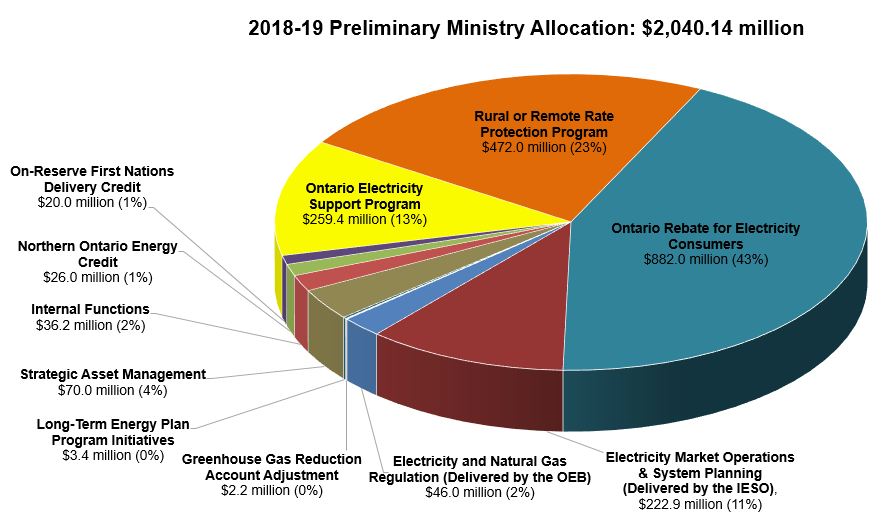 2018-19 Preliminary Ministry Allocation: $2,040.14 million
Rural or Remote Rate
Protection Program
$472.0 million (23%)
On-Reserve First Nations
Delivery Credit
$20.0 million (1%)
Ontario Electricity
Support Program
$259.4 million (13%)
Ontario Rebate for Electricity
Consumers
$882.0 million (43%)
Northern Ontario Energy
Credit
$26.0 million (1%)
Internal Functions
$36.2 million (2%)
Strategic Asset Management
$70.0 million (4%)
Long-Term Energy Plan
Program Initiatives
$3.4 million (0%)
Greenhouse Gas Reduction
Account Adjustment
$2.2 million (0%)
Electricity and Natural Gas
Regulation (Delivered by the OEB)
$46.0 million (2%)
Electricity Market Operations
& System Planning
(Delivered by the IESO),
$222.9 million (11%)